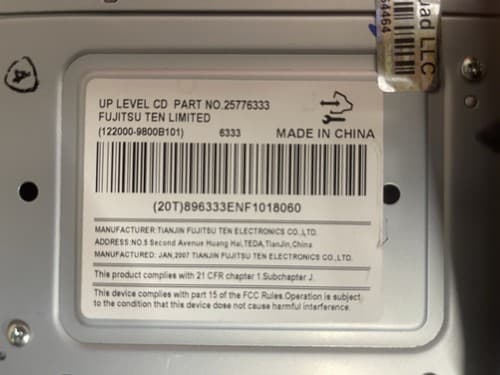 64464
uad LLC
4
UP LEVEL CD PART NO.25776333
FUJITSU TEN LIMITED
(122000-9800B101) 6333 MADE IN CHINA
(20T)896333ENF1018060
MANUFACTURER:TIANJIN FUJITSU TEN ELECTRONICS CO.,LTD.
ADDRESS:NO.5 Second Avenue Huang Hai,TEDA,TianJin,China
MANUFACTURED: JAN,2007 TIANJIN FUJITSU TEN ELECTRONICS CO.,LTD.
This product complies with 21 CFR chapter 1.Subchapter J.
This device complies with part 15 of the FCC Rules.Operation is subject
to the condition that this device dose not cause harmful interference.